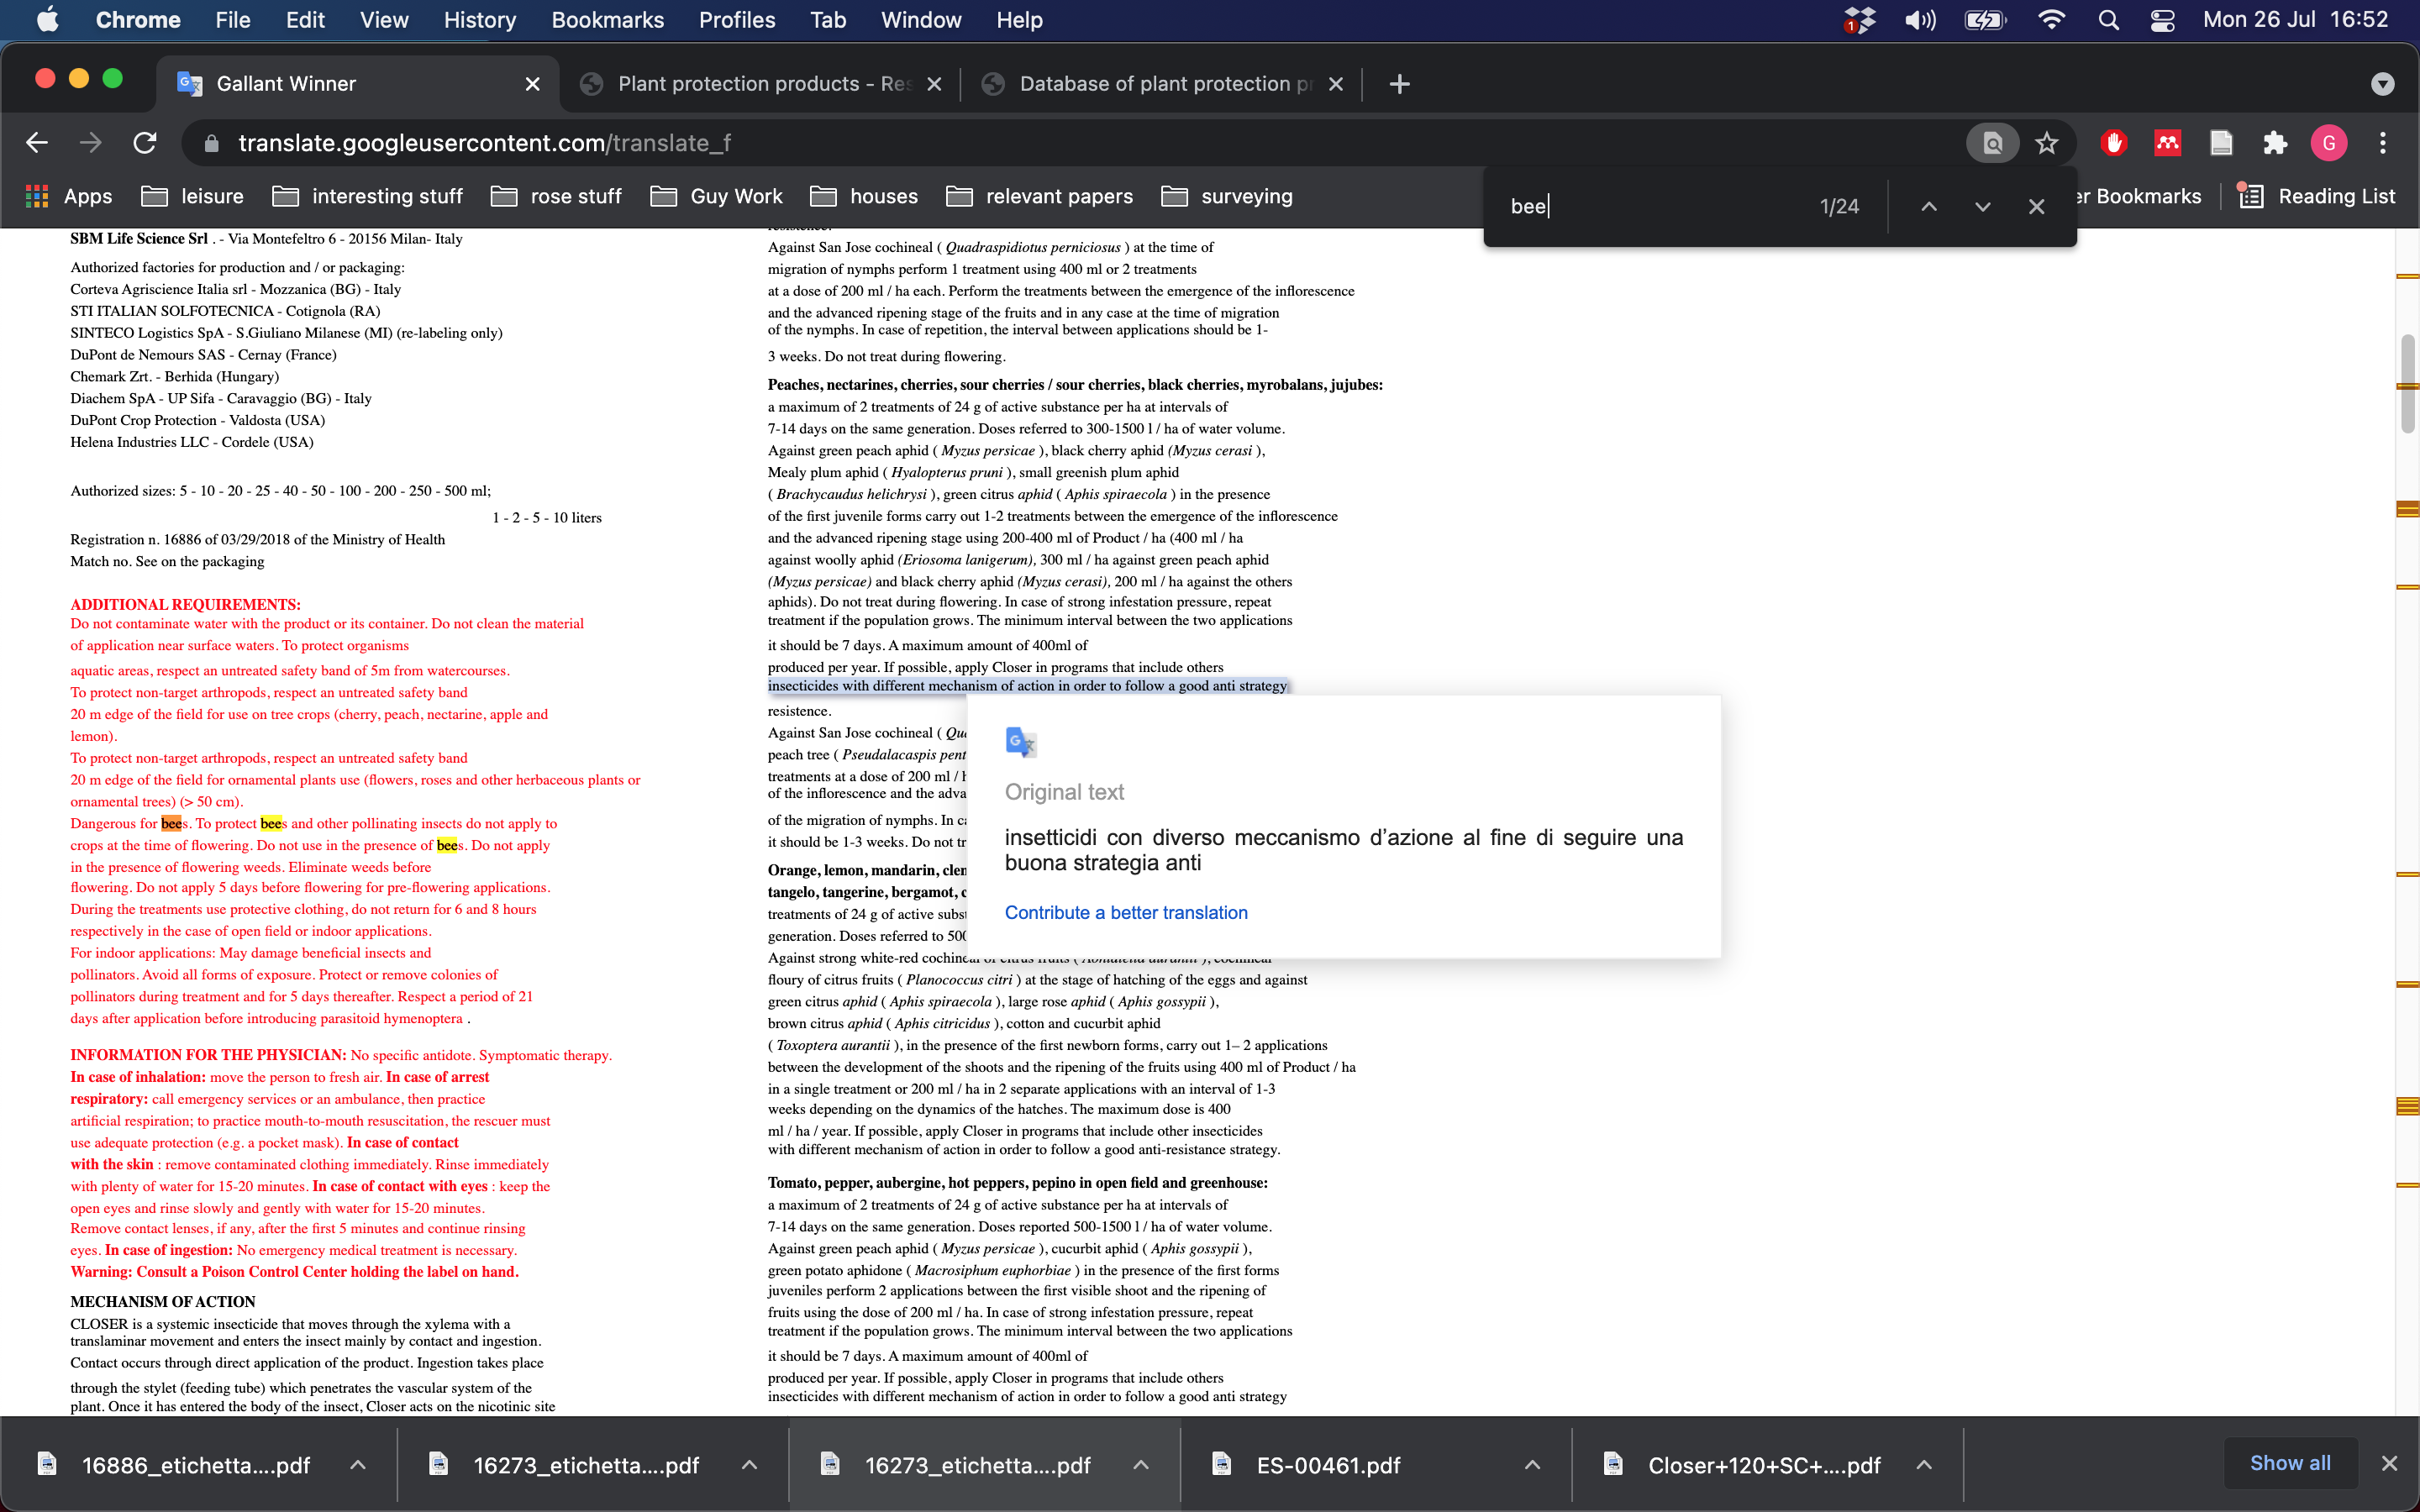 Chrome File Edit View History Bookmarks Profiles Tab Window Help
1 Mon 26 Jul 16:52
Gallant Winner
Plant protection products - Res
Database of plant protection pr
translate.googleusercontent.com/translate_f
G
Apps leisure interesting stuff rose stuff Guy Work houses relevant papers surveying
er Bookmarks Reading List
bee 1/24
SBM Life Science Srl . - Via Montefeltro 6 - 20156 Milan- Italy
Authorized factories for production and / or packaging:
Corteva Agriscience Italia srl - Mozzanica (BG) - Italy
STI ITALIAN SOLFOTECNICA - Cotignola (RA)
SINTECO Logistics SpA - S.Giuliano Milanese (MI) (re-labeling only)
DuPont de Nemours SAS - Cernay (France)
Chemark Zrt. - Berhida (Hungary)
Diachem SpA - UP Sifa - Caravaggio (BG) - Italy
DuPont Crop Protection - Valdosta (USA)
Helena Industries LLC - Cordele (USA)
Authorized sizes: 5 - 10 - 20 - 25 - 40 - 50 - 100 - 200 - 250 - 500 ml;
1 - 2 - 5 - 10 liters
Registration n. 16886 of 03/29/2018 of the Ministry of Health
Match no. See on the packaging
ADDITIONAL REQUIREMENTS:
Do not contaminate water with the product or its container. Do not clean the material
of application near surface waters. To protect organisms
aquatic areas, respect an untreated safety band of 5m from watercourses.
To protect non-target arthropods, respect an untreated safety band
20 m edge of the field for use on tree crops (cherry, peach, nectarine, apple and
lemon).
To protect non-target arthropods, respect an untreated safety band
20 m edge of the field for ornamental plants use (flowers, roses and other herbaceous plants or
ornamental trees) (> 50 cm).
Dangerous for bees. To protect bees and other pollinating insects do not apply to
crops at the time of flowering. Do not use in the presence of bees. Do not apply
in the presence of flowering weeds. Eliminate weeds before
flowering. Do not apply 5 days before flowering for pre-flowering applications.
During the treatments use protective clothing, do not return for 6 and 8 hours
respectively in the case of open field or indoor applications.
For indoor applications: May damage beneficial insects and
pollinators. Avoid all forms of exposure. Protect or remove colonies of
pollinators during treatment and for 5 days thereafter. Respect a period of 21
days after application before introducing parasitoid hymenoptera .
INFORMATION FOR THE PHYSICIAN: No specific antidote. Symptomatic therapy.
In case of inhalation: move the person to fresh air. In case of arrest
respiratory: call emergency services or an ambulance, then practice
artificial respiration; to practice mouth-to-mouth resuscitation, the rescuer must
use adequate protection (e.g. a pocket mask). In case of contact
with the skin : remove contaminated clothing immediately. Rinse immediately
with plenty of water for 15-20 minutes. In case of contact with eyes : keep the
open eyes and rinse slowly and gently with water for 15-20 minutes.
Remove contact lenses, if any, after the first 5 minutes and continue rinsing
eyes. In case of ingestion: No emergency medical treatment is necessary.
Warning: Consult a Poison Control Center holding the label on hand.
MECHANISM OF ACTION
CLOSER is a systemic insecticide that moves through the xylema with a
translaminar movement and enters the insect mainly by contact and ingestion.
Contact occurs through direct application of the product. Ingestion takes place
through the stylet (feeding tube) which penetrates the vascular system of the
plant. Once it has entered the body of the insect, Closer acts on the nicotinic site
Against San Jose cochineal ( Quadraspidiotus perniciosus ) at the time of
migration of nymphs perform 1 treatment using 400 ml or 2 treatments
at a dose of 200 ml / ha each. Perform the treatments between the emergence of the inflorescence
and the advanced ripening stage of the fruits and in any case at the time of migration
of the nymphs. In case of repetition, the interval between applications should be 1-
3 weeks. Do not treat during flowering.
Peaches, nectarines, cherries, sour cherries / sour cherries, black cherries, myrobalans, jujubes:
a maximum of 2 treatments of 24 g of active substance per ha at intervals of
7-14 days on the same generation. Doses referred to 300-1500 l / ha of water volume.
Against green peach aphid ( Myzus persicae ), black cherry aphid (Myzus cerasi ),
Mealy plum aphid ( Hyalopterus pruni ), small greenish plum aphid
( Brachycaudus helichrysi ), green citrus aphid ( Aphis spiraecola ) in the presence
of the first juvenile forms carry out 1-2 treatments between the emergence of the inflorescence
and the advanced ripening stage using 200-400 ml of Product / ha (400 ml / ha
against woolly aphid (Eriosoma lanigerum), 300 ml / ha against green peach aphid
(Myzus persicae) and black cherry aphid (Myzus cerasi), 200 ml / ha against the others
aphids). Do not treat during flowering. In case of strong infestation pressure, repeat
treatment if the population grows. The minimum interval between the two applications
it should be 7 days. A maximum amount of 400ml of
produced per year. If possible, apply Closer in programs that include others
insecticides with different mechanism of action in order to follow a good anti strategy
resistence.
Against San Jose cochineal ( Qu
peach tree ( Pseudalacaspis pent
treatments at a dose of 200 ml / h
of the inflorescence and the adva
of the migration of nymphs. In ca
it should be 1-3 weeks. Do not tr
Orange, lemon, mandarin, clen
tangelo, tangerine, bergamot, c
treatments of 24 g of active subst
generation. Doses referred to 500
Against strong white-red cochineal
floury of citrus fruits ( Planococcus citri ) at the stage of hatching of the eggs and against
green citrus aphid ( Aphis spiraecola ), large rose aphid ( Aphis gossypii ),
brown citrus aphid ( Aphis citricidus ), cotton and cucurbit aphid
( Toxoptera aurantii ), in the presence of the first newborn forms, carry out 1– 2 applications
between the development of the shoots and the ripening of the fruits using 400 ml of Product / ha
in a single treatment or 200 ml / ha in 2 separate applications with an interval of 1-3
weeks depending on the dynamics of the hatches. The maximum dose is 400
ml / ha / year. If possible, apply Closer in programs that include other insecticides
with different mechanism of action in order to follow a good anti-resistance strategy.
Tomato, pepper, aubergine, hot peppers, pepino in open field and greenhouse:
a maximum of 2 treatments of 24 g of active substance per ha at intervals of
7-14 days on the same generation. Doses reported 500-1500 l / ha of water volume.
Against green peach aphid ( Myzus persicae ), cucurbit aphid ( Aphis gossypii ),
green potato aphidone ( Macrosiphum euphorbiae ) in the presence of the first forms
juveniles perform 2 applications between the first visible shoot and the ripening of
fruits using the dose of 200 ml / ha. In case of strong infestation pressure, repeat
treatment if the population grows. The minimum interval between the two applications
it should be 7 days. A maximum amount of 400ml of
produced per year. If possible, apply Closer in programs that include others
insecticides with different mechanism of action in order to follow a good anti strategy
Original text
insetticidi con diverso meccanismo d’azione al fine di seguire una
buona strategia anti
Contribute a better translation
16886_etichetta....pdf
16273_etichetta....pdf
16273_etichetta....pdf
ES-00461.pdf
Closer+120+SC+....pdf
Show all